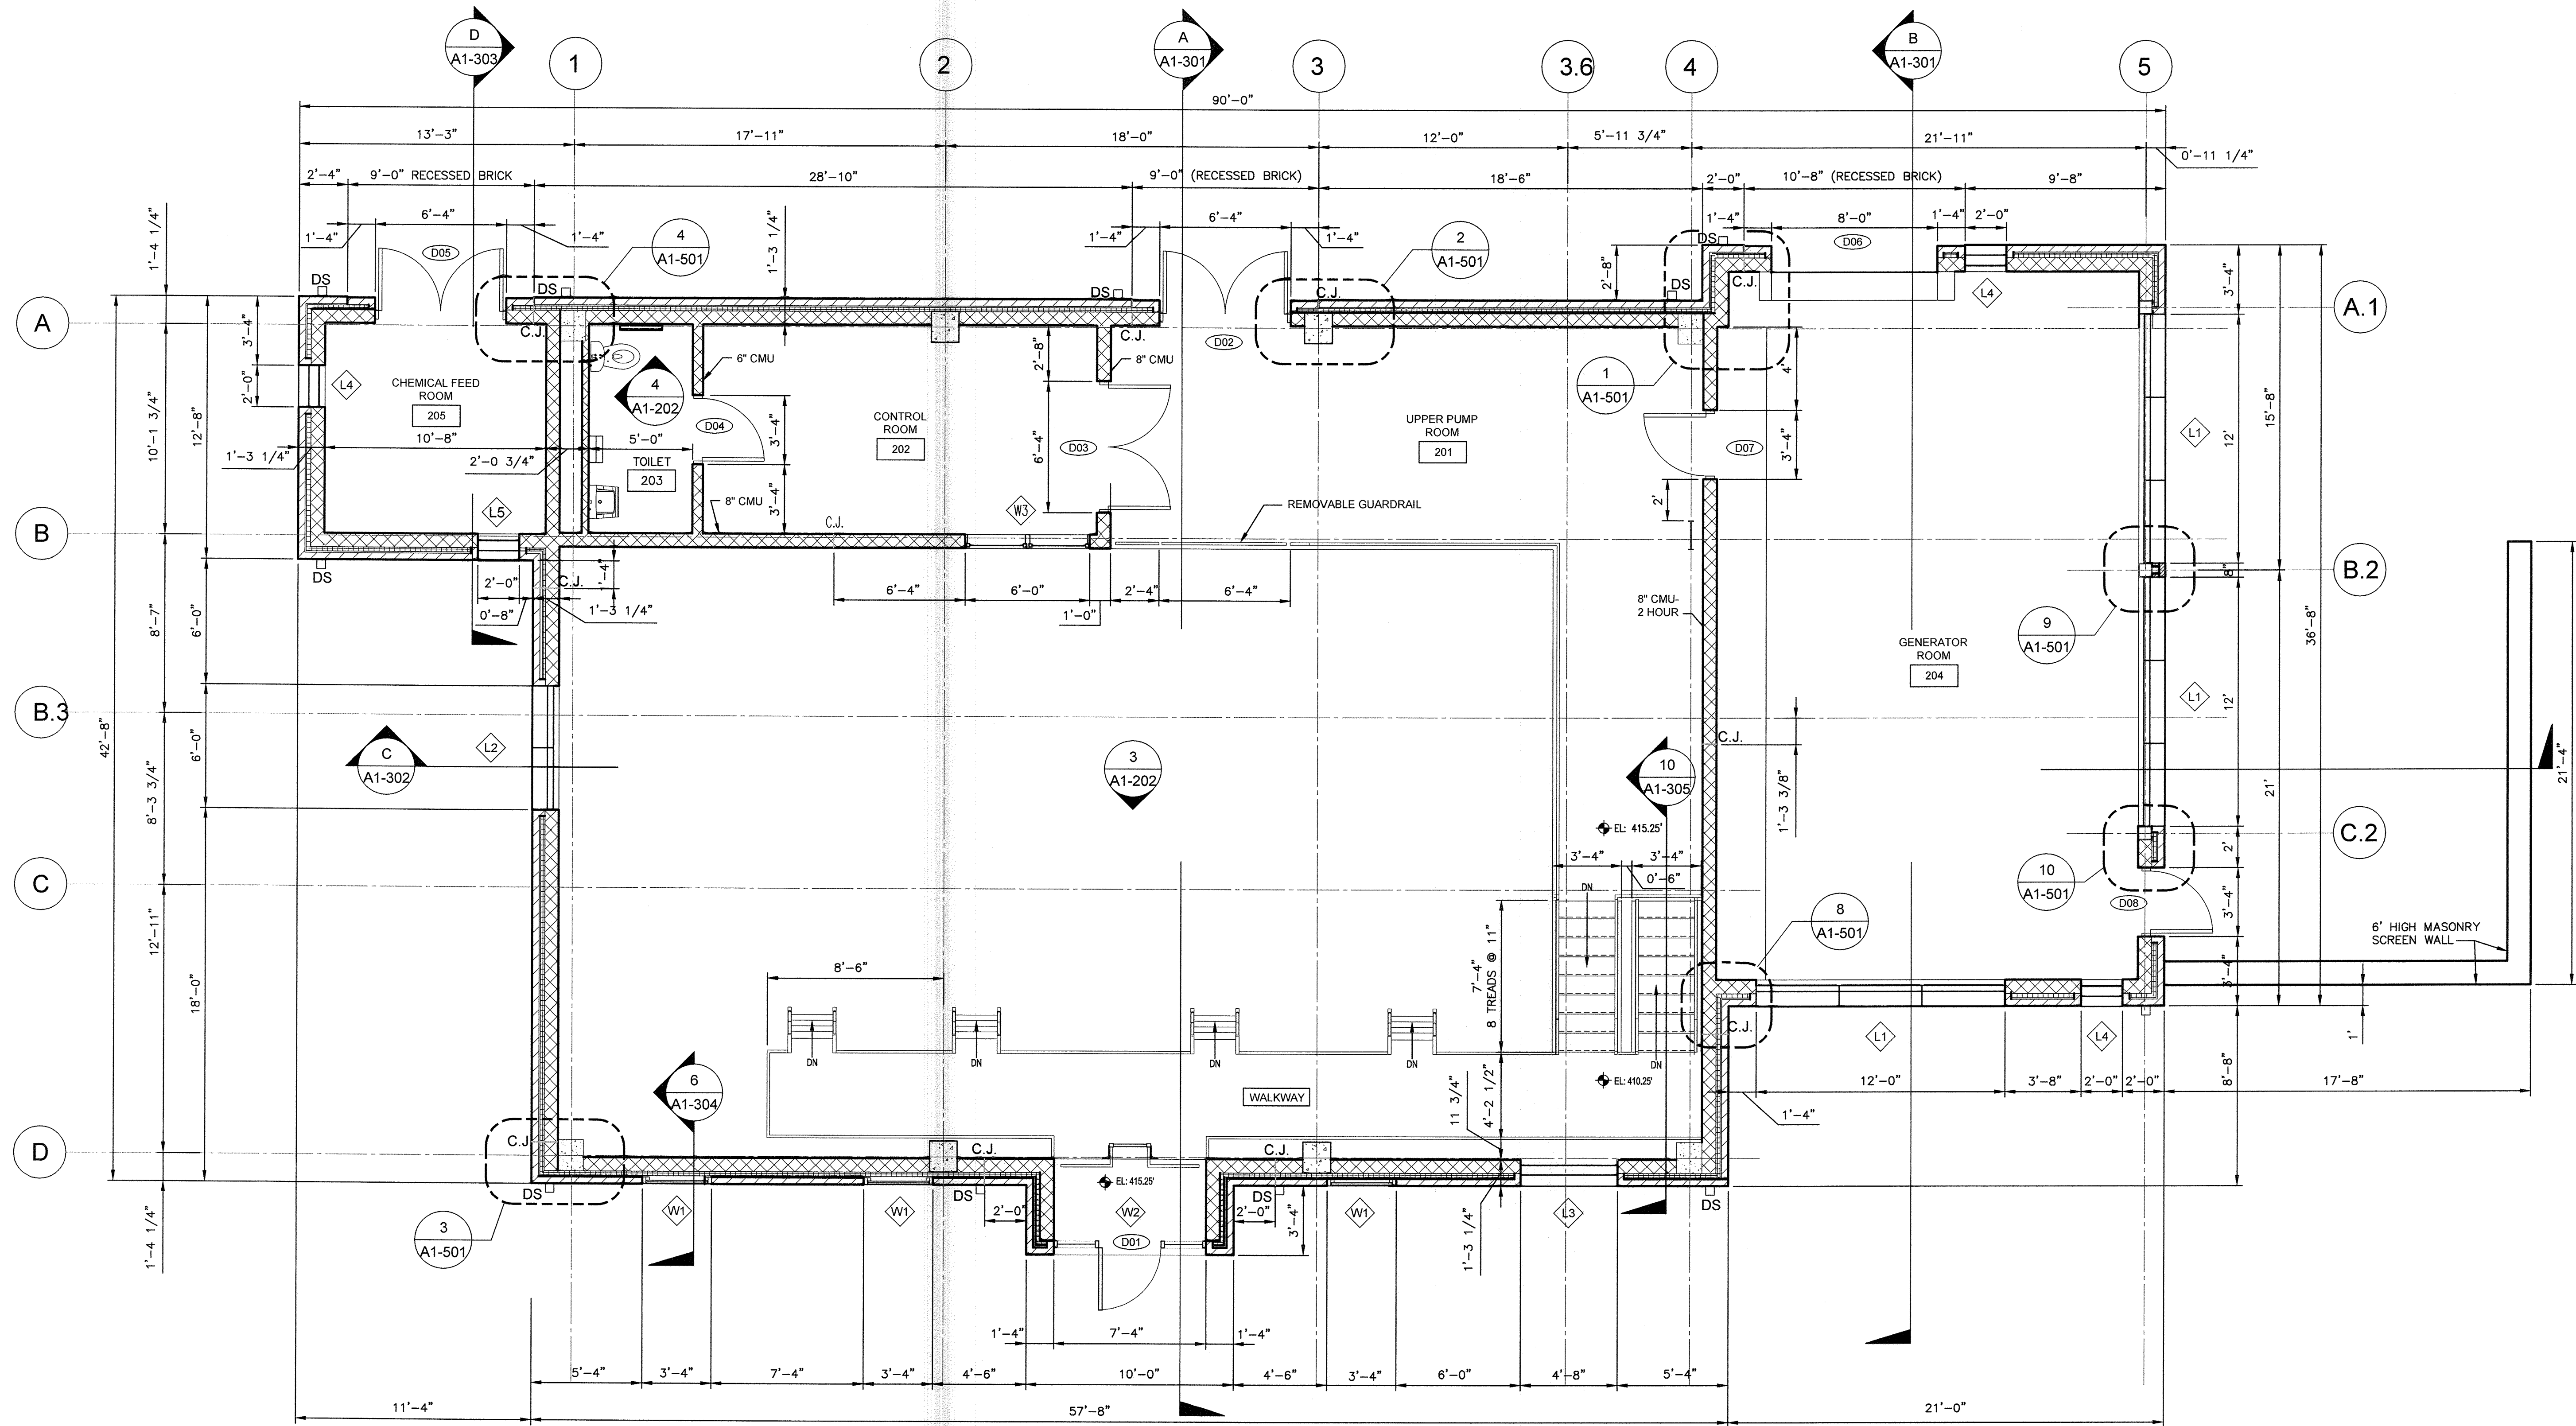 D
A1-303
1
2
A
A1-301
3
3.6
4
B
A1-301
5
90'-0"
13'-3"
17'-11"
18'-0"
12'-0"
5'-11 3/4"
21'-11"
0'-11 1/4"
2'-4"
9'-0" RECESSED BRICK
28'-10"
9'-0" (RECESSED BRICK)
18'-6"
2'-0"
10'-8" (RECESSED BRICK)
9'-8"
1'-4 1/4"
1'-4"
6'-4"
1'-4"
D05
4
A1-501
1'-3 1/4"
1'-4"
6'-4"
1'-4"
2
A1-501
2'-8"
1'-4"
8'-0"
D06
1'-4"
2'-0"
DS
DS
DS
DS
DS
C.J.
C.J.
C.J.
C.J.
D02
L4
3'-4"
A
A.1
3'-4"
2'-0"
L4
CHEMICAL FEED
ROOM
205
10'-8"
1'-3 1/4"
2'-0 3/4"
4
A1-202
5'-0"
TOILET
203
6" CMU
D04
3'-4"
3'-4"
8" CMU
CONTROL
ROOM
202
2'-8"
8" CMU
6'-4"
D03
W3
C.J.
UPPER PUMP
ROOM
201
1
A1-501
4'
3'-4"
D07
2'
REMOVABLE GUARDRAIL
10'-1 3/4"
12'-8"
L1
12'
15'-8"
B
L5
DS
2'-0"
0'-8"
1'-3 1/4"
C.J.
6'-4"
6'-0"
1'-0"
2'-4"
6'-4"
8" CMU-
2 HOUR
GENERATOR
ROOM
204
9
A1-501
8"
B.2
36'-8"
8'-7"
6'-0"
B.3
42'-8"
6'-0"
8'-3 3/4"
C
A1-302
L2
3
A1-202
10
A1-305
C.J.
1'-3 3/8"
L1
12'
21'
21'-4"
EL: 415.25'
3'-4"
3'-4"
0'-6"
DN
C.2
2'
10
A1-501
D08
3'-4"
C
12'-11"
18'-0"
8'-6"
7'-4"
8 TREADS @ 11"
8
A1-501
6' HIGH MASONRY
SCREEN WALL
3'-4"
1'
C.J.
DN
DN
DN
DN
DN
EL: 410.25'
WALKWAY
11 3/4"
4'-2 1/2"
L1
L4
12'-0"
3'-8"
2'-0"
2'-0"
17'-8"
1'-4"
8'-8"
6
A1-304
D
C.J.
C.J.
C.J.
DS
DS
DS
DS
EL: 415.25'
W1
W1
W2
D01
W1
L3
2'-0"
2'-0"
3'-4"
1'-3 1/4"
1'-4 1/4"
3
A1-501
1'-4"
7'-4"
1'-4"
5'-4"
3'-4"
7'-4"
3'-4"
4'-6"
10'-0"
4'-6"
3'-4"
6'-0"
4'-8"
5'-4"
11'-4"
57'-8"
21'-0"